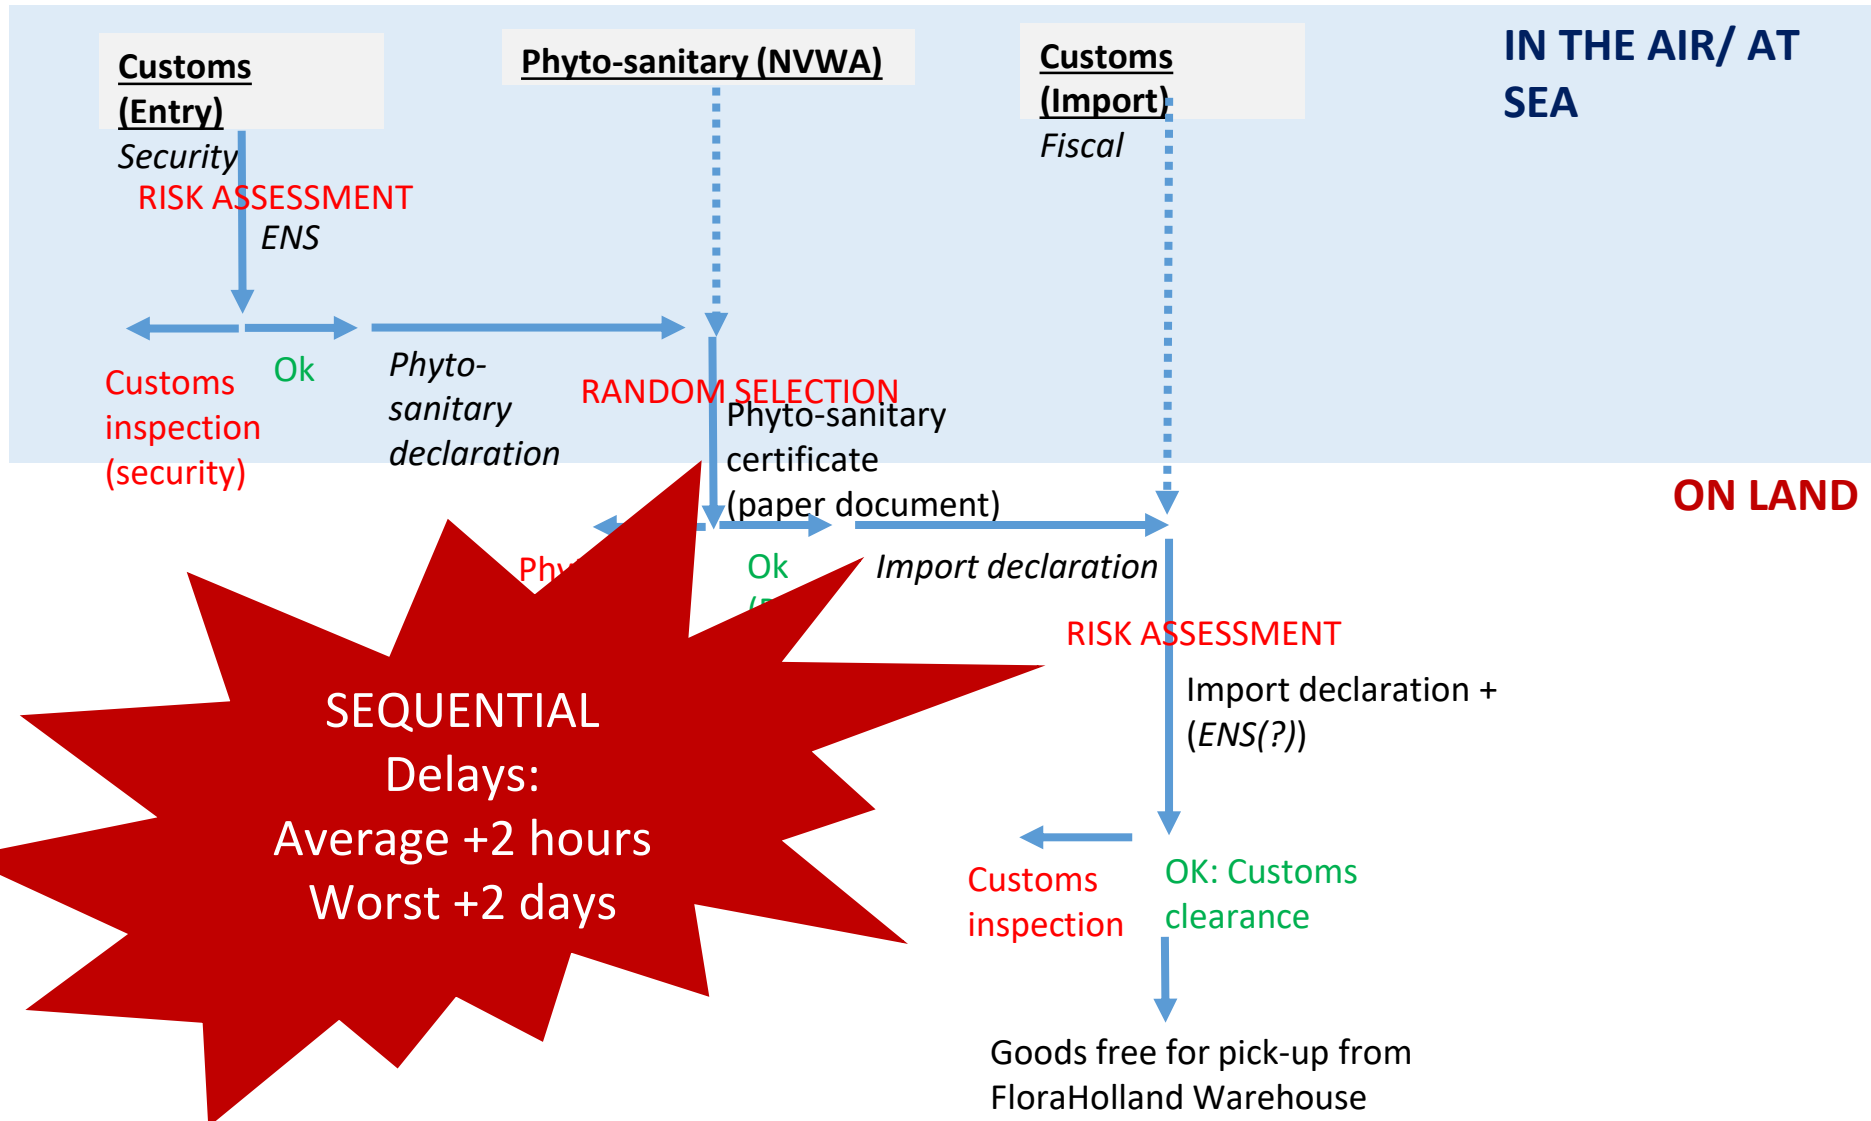 Customs
(Entry)
Security
RISK ASSESSMENT
ENS
Phyto-sanitary (NVWA)
Customs
(Import)
Fiscal
IN THE AIR/ AT
SEA
Customs
inspection
(security)
Ok
Phyto-
sanitary
declaration
RANDOM SELECTION
Phyto-sanitary
certificate
(paper document)
ON LAND
Ok
Import declaration
RISK ASSESSMENT
Import declaration +
(ENS(?))
SEQUENTIAL
Delays:
Average +2 hours
Worst +2 days
Customs
inspection
OK: Customs
clearance
Goods free for pick-up from
FloraHolland Warehouse